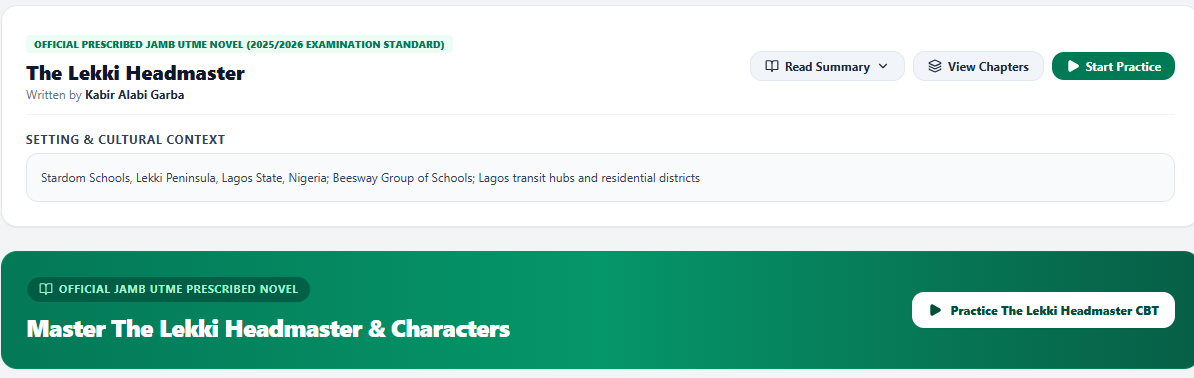 OFFICIAL PRESCRIBED JAMB UTME NOVEL (2025/2026 EXAMINATION STANDARD)
The Lekki Headmaster
Written by Kabir Alabi Garba
Read Summary
View Chapters
Start Practice
SETTING & CULTURAL CONTEXT
Stardom Schools, Lekki Peninsula, Lagos State, Nigeria; Beesway Group of Schools; Lagos transit hubs and residential districts
OFFICIAL JAMB UTME PRESCRIBED NOVEL
Master The Lekki Headmaster & Characters
Practice The Lekki Headmaster CBT